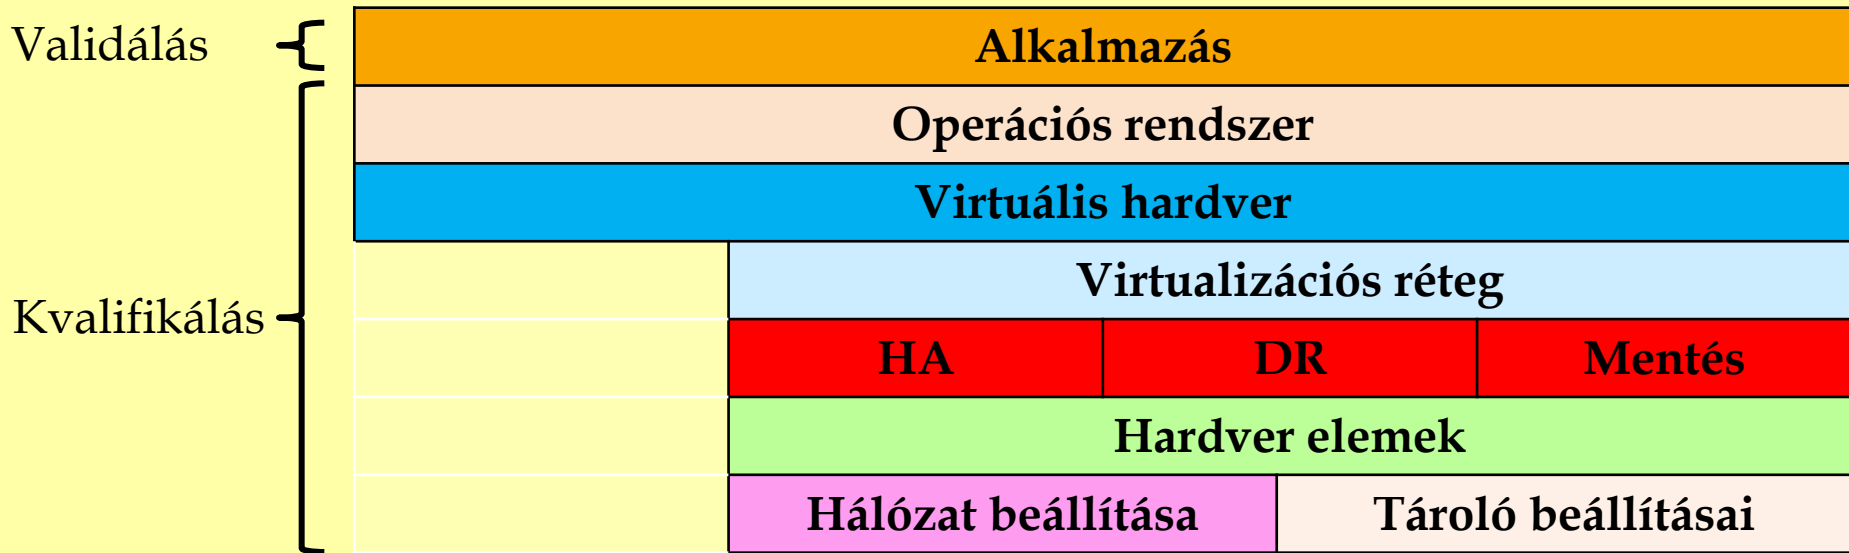 Validálás
Alkalmazás
Operációs rendszer
Virtuális hardver
Virtualizációs réteg
Kvalifikálás
HA DR Mentés
Hardver elemek
Hálózat beállítása Tároló beállításai